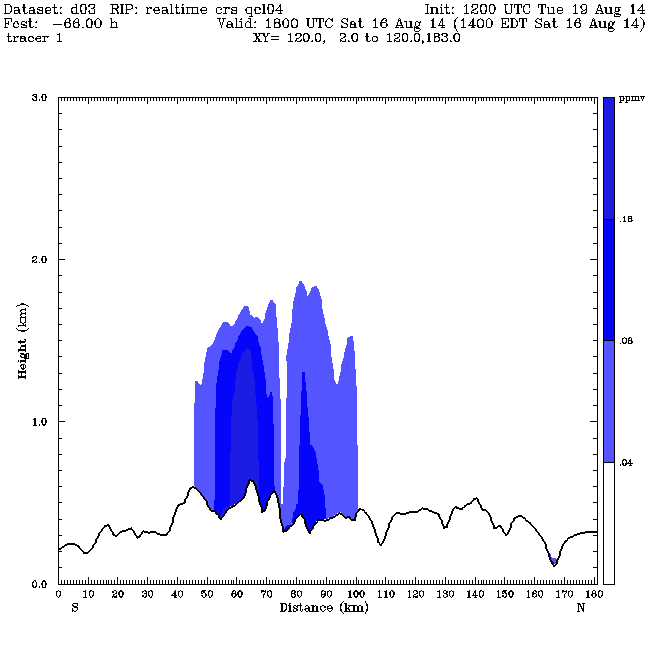 Dataset: d03 RIP: realtime crs qcl04 Init: 1200 UTC Tue 19 Aug 14
Fcst: -66.00 h Valid: 1800 UTC Sat 16 Aug 14 (1400 EDT Sat 16 Aug 14)
tracer 1 XY= 120.0, 2.0 to 120.0,183.0
ppmv
3.0
2.0
1.0
0.0
Height (km)
.16
.08
.04
0 10 20 30 40 50 60 70 80 90 100 110 120 130 140 150 160 170 180
S Distance (km) N